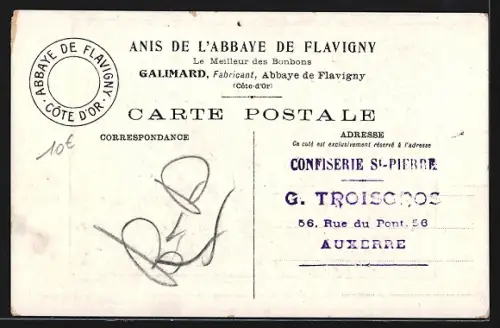 ABBAYE DE FLAVIGNY
· CÔTE D'OR ·
ANIS DE L'ABBAYE DE FLAVIGNY
Le Meilleur des Bonbons
GALIMARD, Fabricant, Abbaye de Flavigny
(Côte-d'Or)
CARTE POSTALE
CORRESPONDANCE
ADRESSE
Ce coté est exclusivement réservé à l'adresse
10€
CONFISERIE St-PIERRE
G. TROISGROS
56, Rue du Pont, 56
AUXERRE